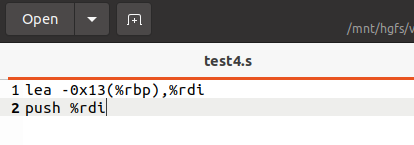 Open
/mnt/hgfs/v
test4.s
1 lea -0x13(%rbp),%rdi
2 push %rdi